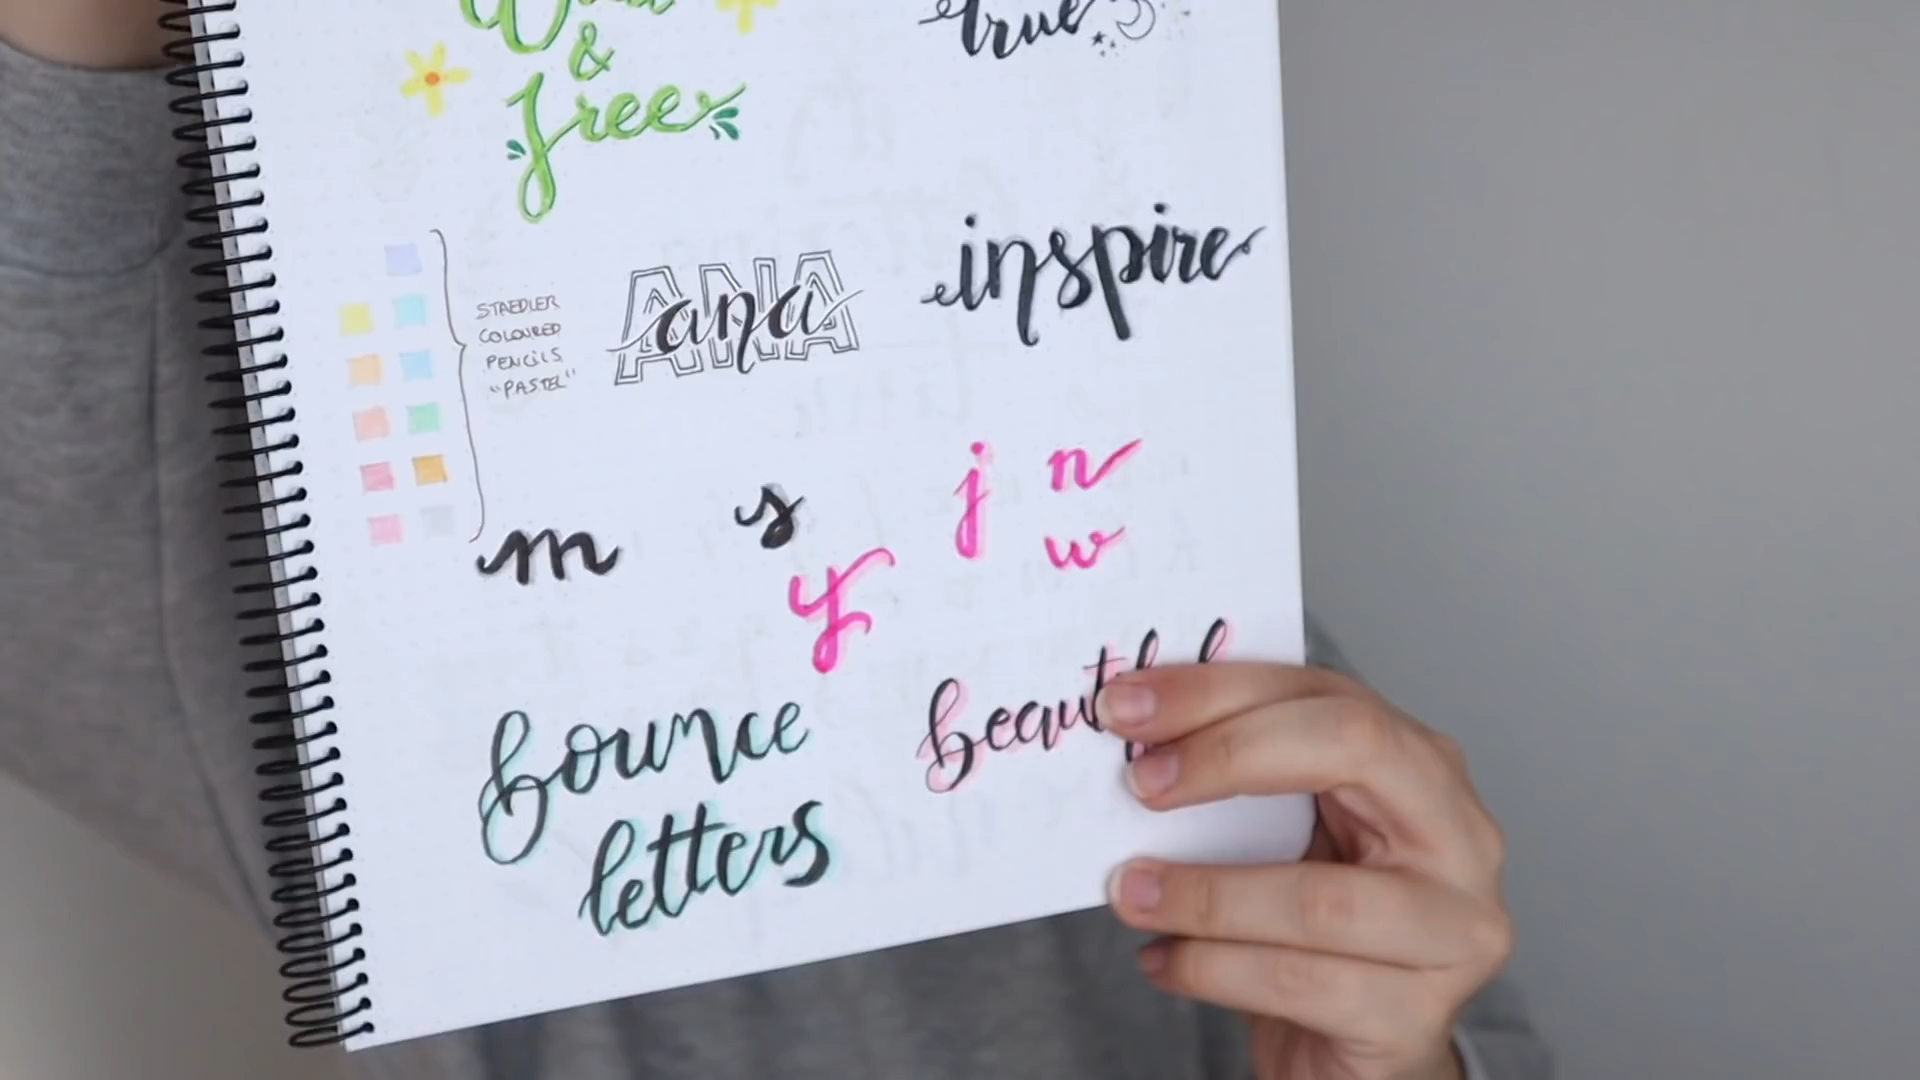 &
free
true
STAEDLER
COLOURED
PENCILS
"PASTEL"
ANA
ana
inspire
m
s
y
j n
w
bounce
letters